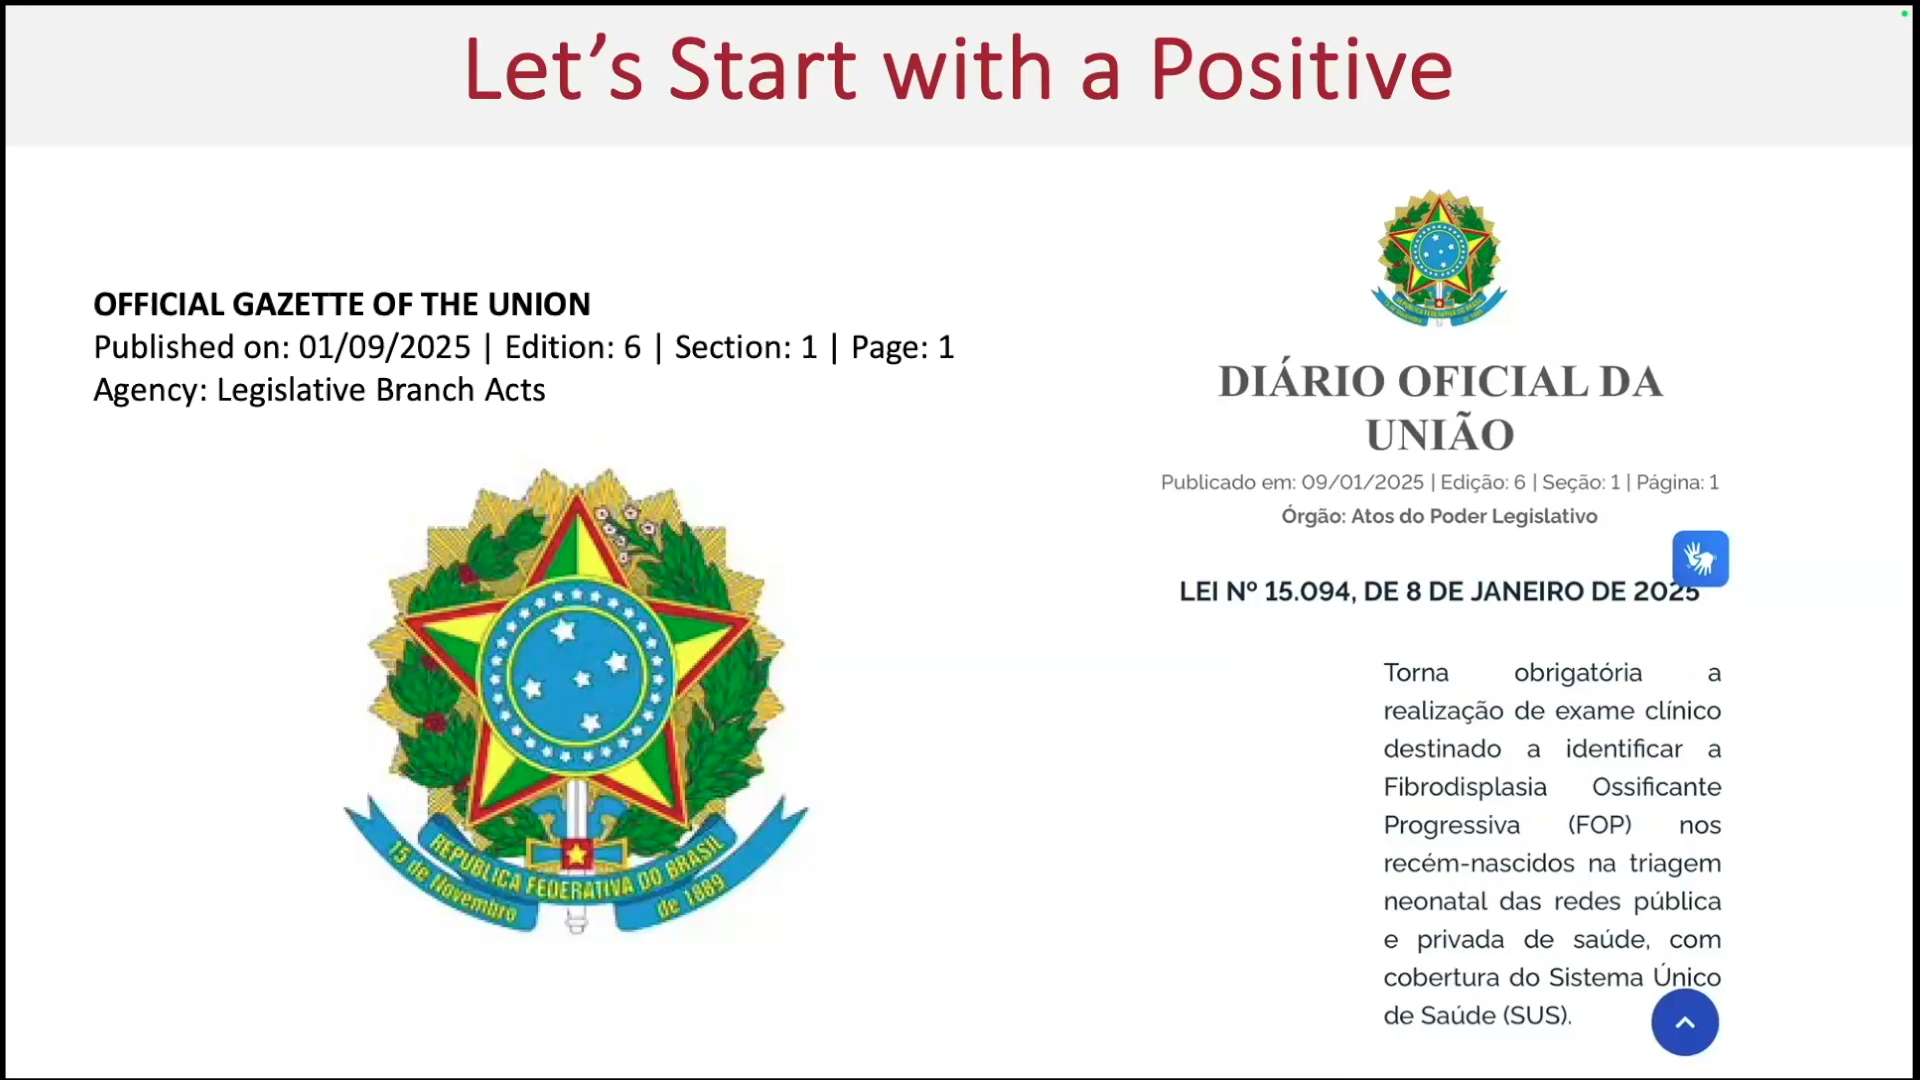 Let’s Start with a Positive
OFFICIAL GAZETTE OF THE UNION
Published on: 01/09/2025 | Edition: 6 | Section: 1 | Page: 1
Agency: Legislative Branch Acts
REPUBLICA FEDERATIVA DO BRASIL
15 de Novembro
de 1889
DIÁRIO OFICIAL DA
UNIÃO
Publicado em: 09/01/2025 | Edição: 6 | Seção: 1 | Página: 1
Órgão: Atos do Poder Legislativo
LEI Nº 15.094, DE 8 DE JANEIRO DE 2025
Torna obrigatória a
realização de exame clínico
destinado a identificar a
Fibrodisplasia Ossificante
Progressiva (FOP) nos
recém-nascidos na triagem
neonatal das redes pública
e privada de saúde, com
cobertura do Sistema Único
de Saúde (SUS).